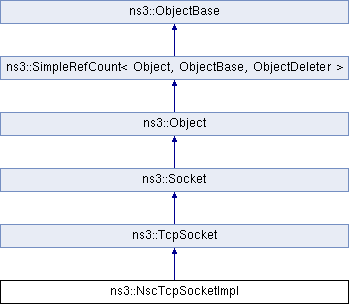 ns3::ObjectBase
ns3::SimpleRefCount< Object, ObjectBase, ObjectDeleter >
ns3::Object
ns3::Socket
ns3::TcpSocket
ns3::NscTcpSocketImpl